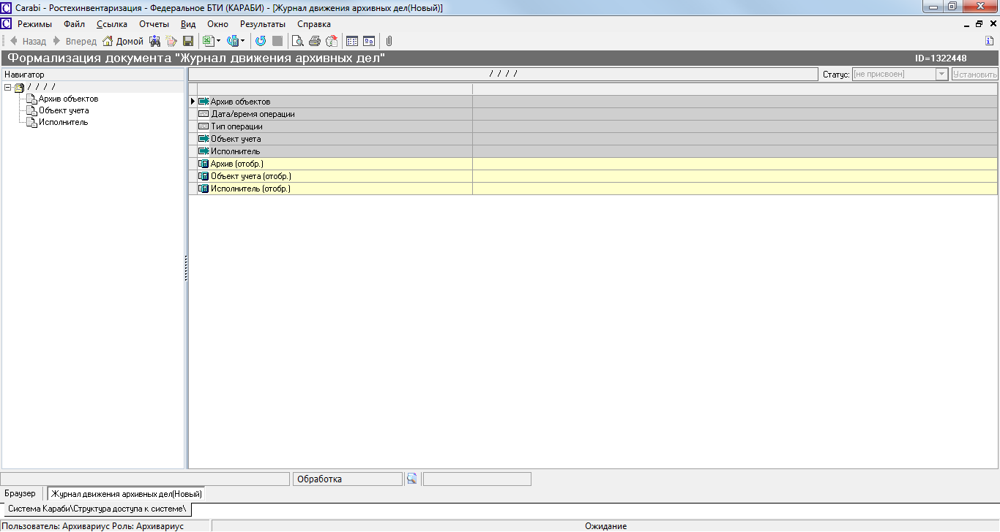 Carabi - Ростехинвентаризация - Федеральное БТИ (КАРАБИ) - [Журнал движения архивных дел(Новый)]
Режимы Файл Ссылка Отчеты Вид Окно Результаты Справка
Назад Вперед Домой
Формализация документа "Журнал движения архивных дел" ID=1322448
Навигатор
/ / / /
Архив объектов
Объект учета
Исполнитель
/ / / / Статус: [не присвоен] Установить
Архив объектов
Дата/время операции
Тип операции
Объект учета
Исполнитель
Архив (отобр.)
Объект учета (отобр.)
Исполнитель (отобр.)
Обработка
Браузер Журнал движения архивных дел(Новый)
Система Караби\Структура доступа к системе\
Пользователь: Архивариус Роль: Архивариус Ожидание